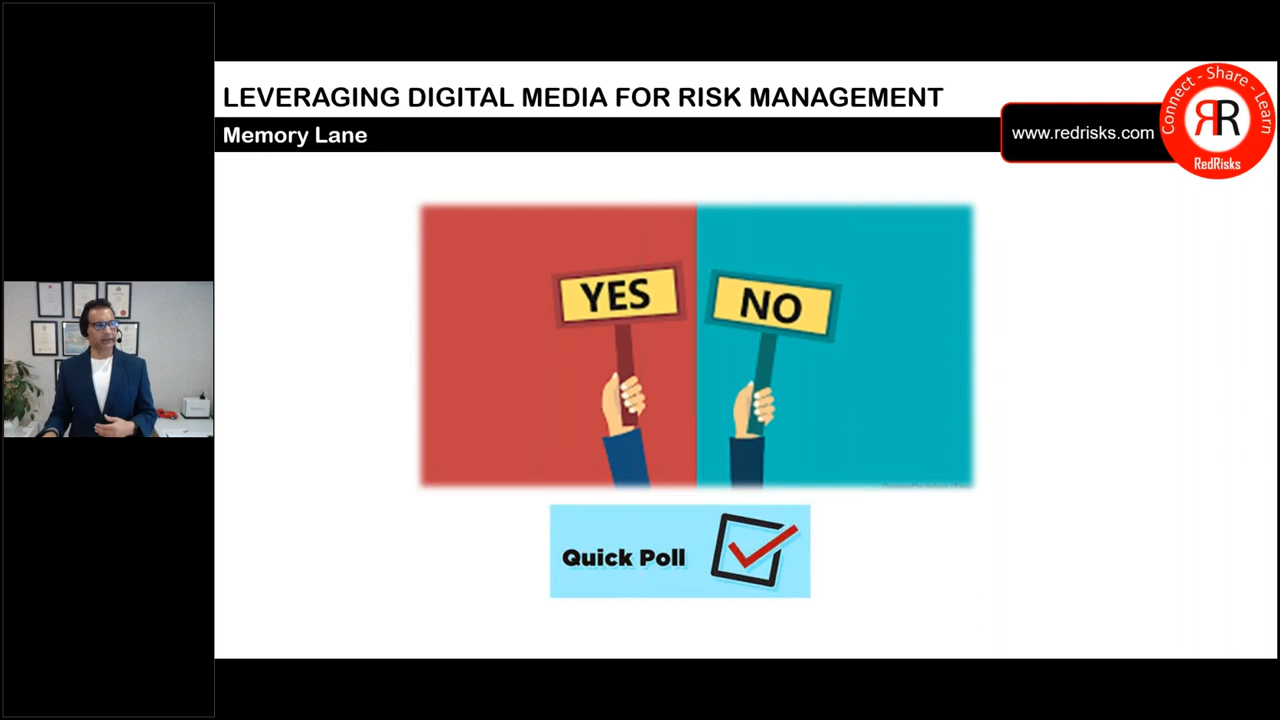 LEVERAGING DIGITAL MEDIA FOR RISK MANAGEMENT
Memory Lane
www.redrisks.com
Connect - Share - Learn
RR
RedRisks
YES
NO
Quick Poll